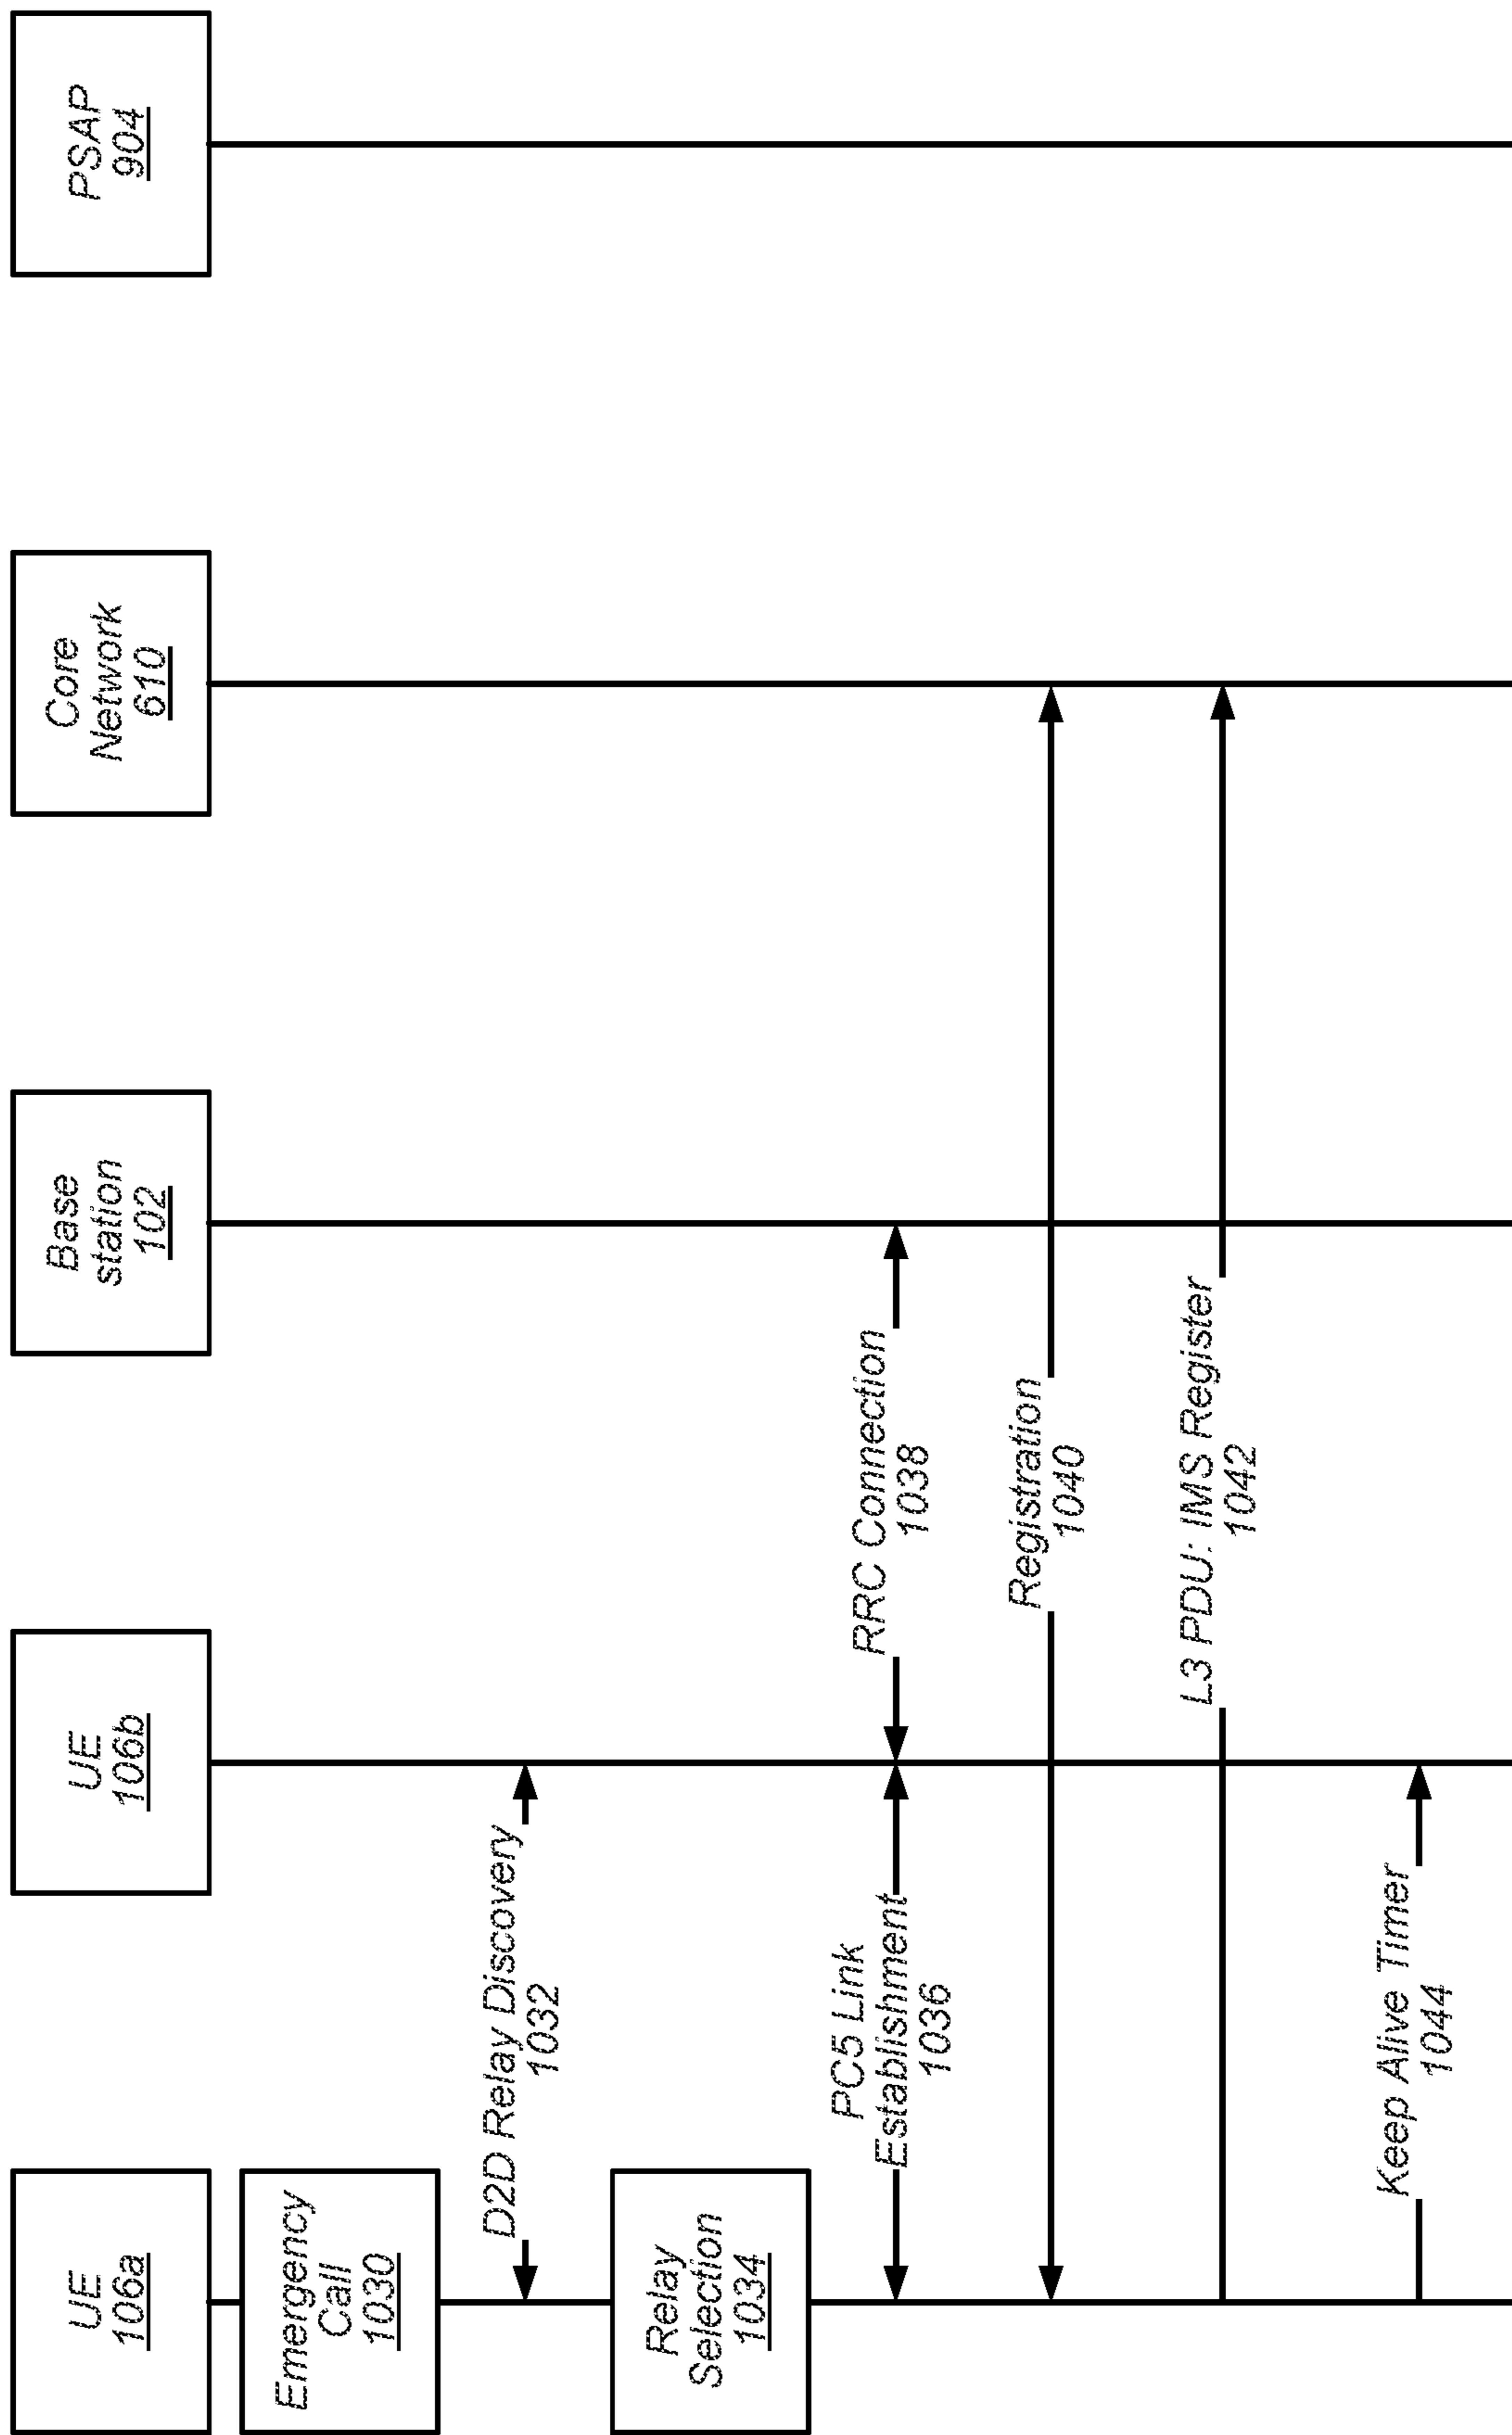 UE
106a
UE
106b
Base
station
102
Core
Network
610
PSAP
904
Emergency
Call
1030
D2D Relay Discovery
1032
Relay
Selection
1034
PC5 Link
Establishment
1036
RRC Connection
1038
Registration
1040
L3 PDU: IMS Register
1042
Keep Alive Timer
1044